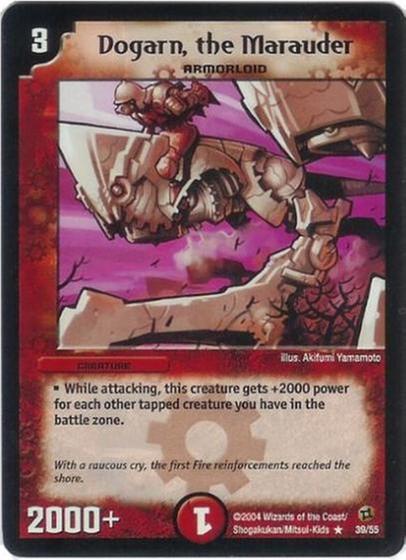 3 Dogarn, the Marauder
ARMORLOID
illus. Akifumi Yamamoto
CREATURE
▪ While attacking, this creature gets +2000 power
for each other tapped creature you have in the
battle zone.
With a raucous cry, the first Fire reinforcements reached the
shore.
2000+
1
©2004 Wizards of the Coast/
Shogakukan/Mitsui-Kids ★ 39/55